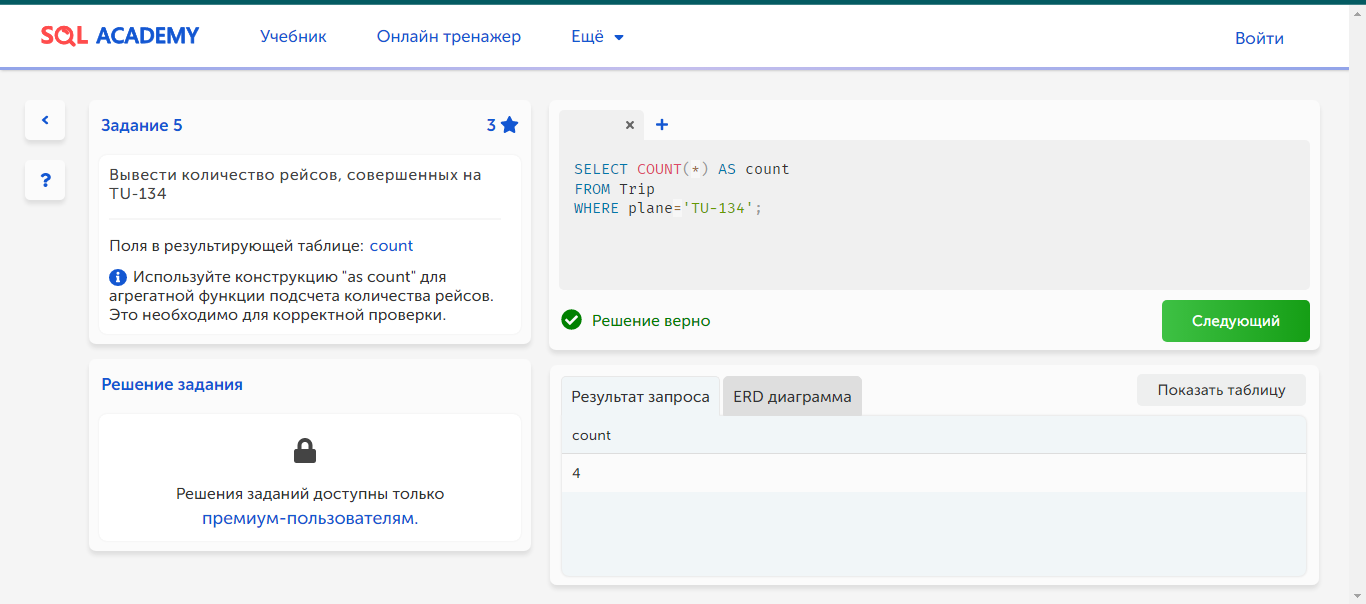 SQL ACADEMY
Учебник
Онлайн тренажер
Ещё
Войти
Задание 5
3
Вывести количество рейсов, совершенных на
TU-134
Поля в результирующей таблице: count
Используйте конструкцию "as count" для
агрегатной функции подсчета количества рейсов.
Это необходимо для корректной проверки.
Решение задания
Решения заданий доступны только
премиум-пользователям.
SELECT COUNT(*) AS count
FROM Trip
WHERE plane='TU-134';
Решение верно
Следующий
Результат запроса
ERD диаграмма
Показать таблицу
count
4